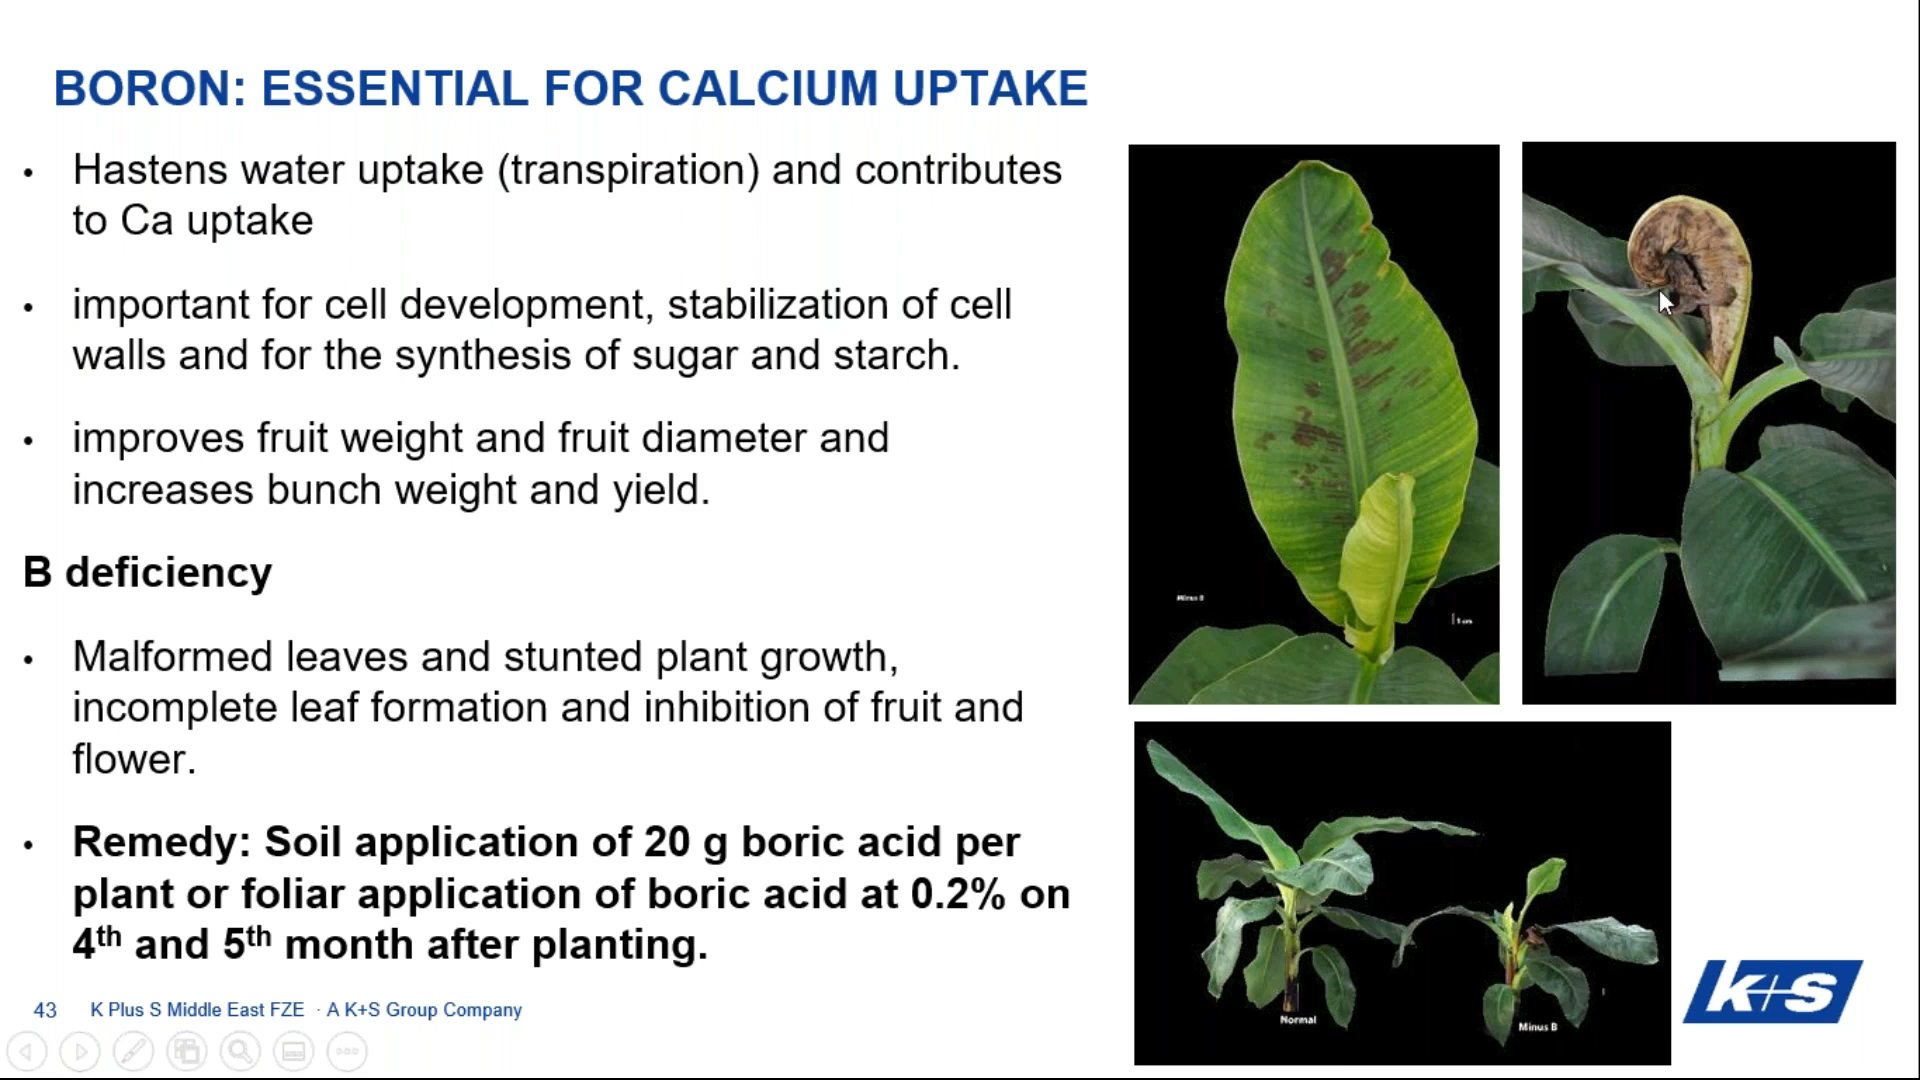 BORON: ESSENTIAL FOR CALCIUM UPTAKE
• Hastens water uptake (transpiration) and contributes
to Ca uptake
• important for cell development, stabilization of cell
walls and for the synthesis of sugar and starch.
• improves fruit weight and fruit diameter and
increases bunch weight and yield.
B deficiency
• Malformed leaves and stunted plant growth,
incomplete leaf formation and inhibition of fruit and
flower.
• Remedy: Soil application of 20 g boric acid per
plant or foliar application of boric acid at 0.2% on
4th and 5th month after planting.
Minus B
1 cm
Normal
Minus B
K+S
43 K Plus S Middle East FZE · A K+S Group Company